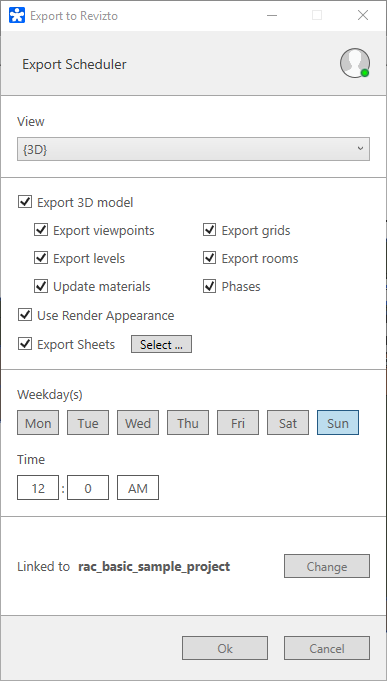 Export to Revizto
Export Scheduler
View
{3D}
Export 3D model
Export viewpoints Export grids
Export levels Export rooms
Update materials Phases
Use Render Appearance
Export Sheets Select ...
Weekday(s)
Mon Tue Wed Thu Fri Sat Sun
Time
12 : 0 AM
Linked to rac_basic_sample_project Change
Ok Cancel